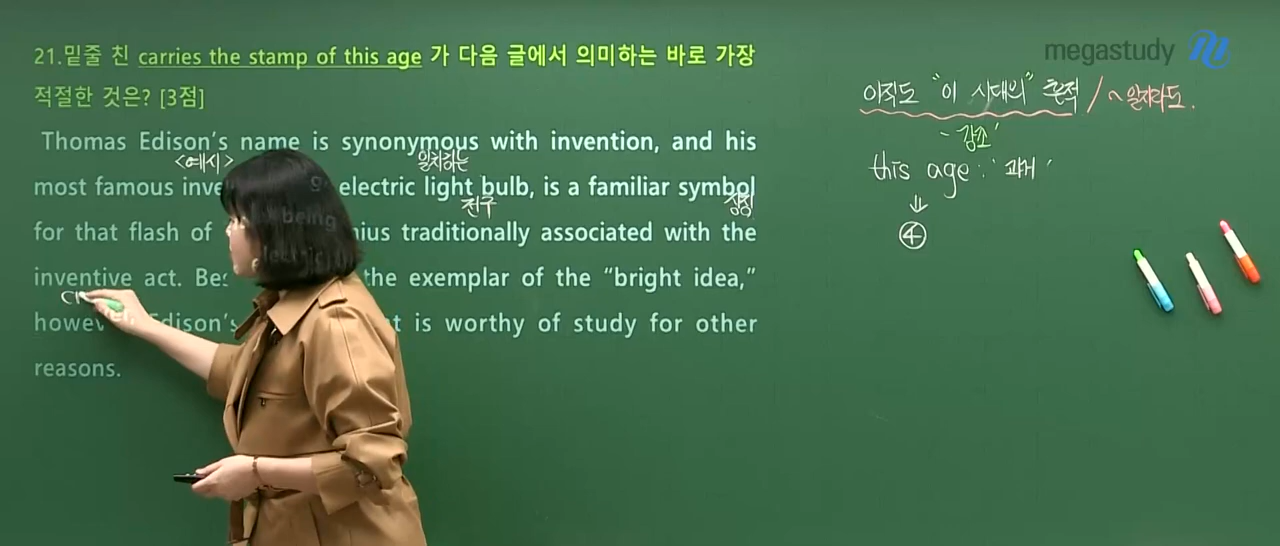 21.밑줄 친 carries the stamp of this age 가 다음 글에서 의미하는 바로 가장
적절한 것은? [3점]
Thomas Edison's name is synonymous with invention, and his
<예시>
일치하는
most famous inve electric light bulb, is a familiar symbol
전구
상징
for that flash of nius traditionally associated with the
inventive act. Bes the exemplar of the "bright idea,"
however, Edison's t is worthy of study for other
reasons.
megastudy
아직도 "이 시대의" 흔적 / ~일지라도.
강조
this age : '과거'
④